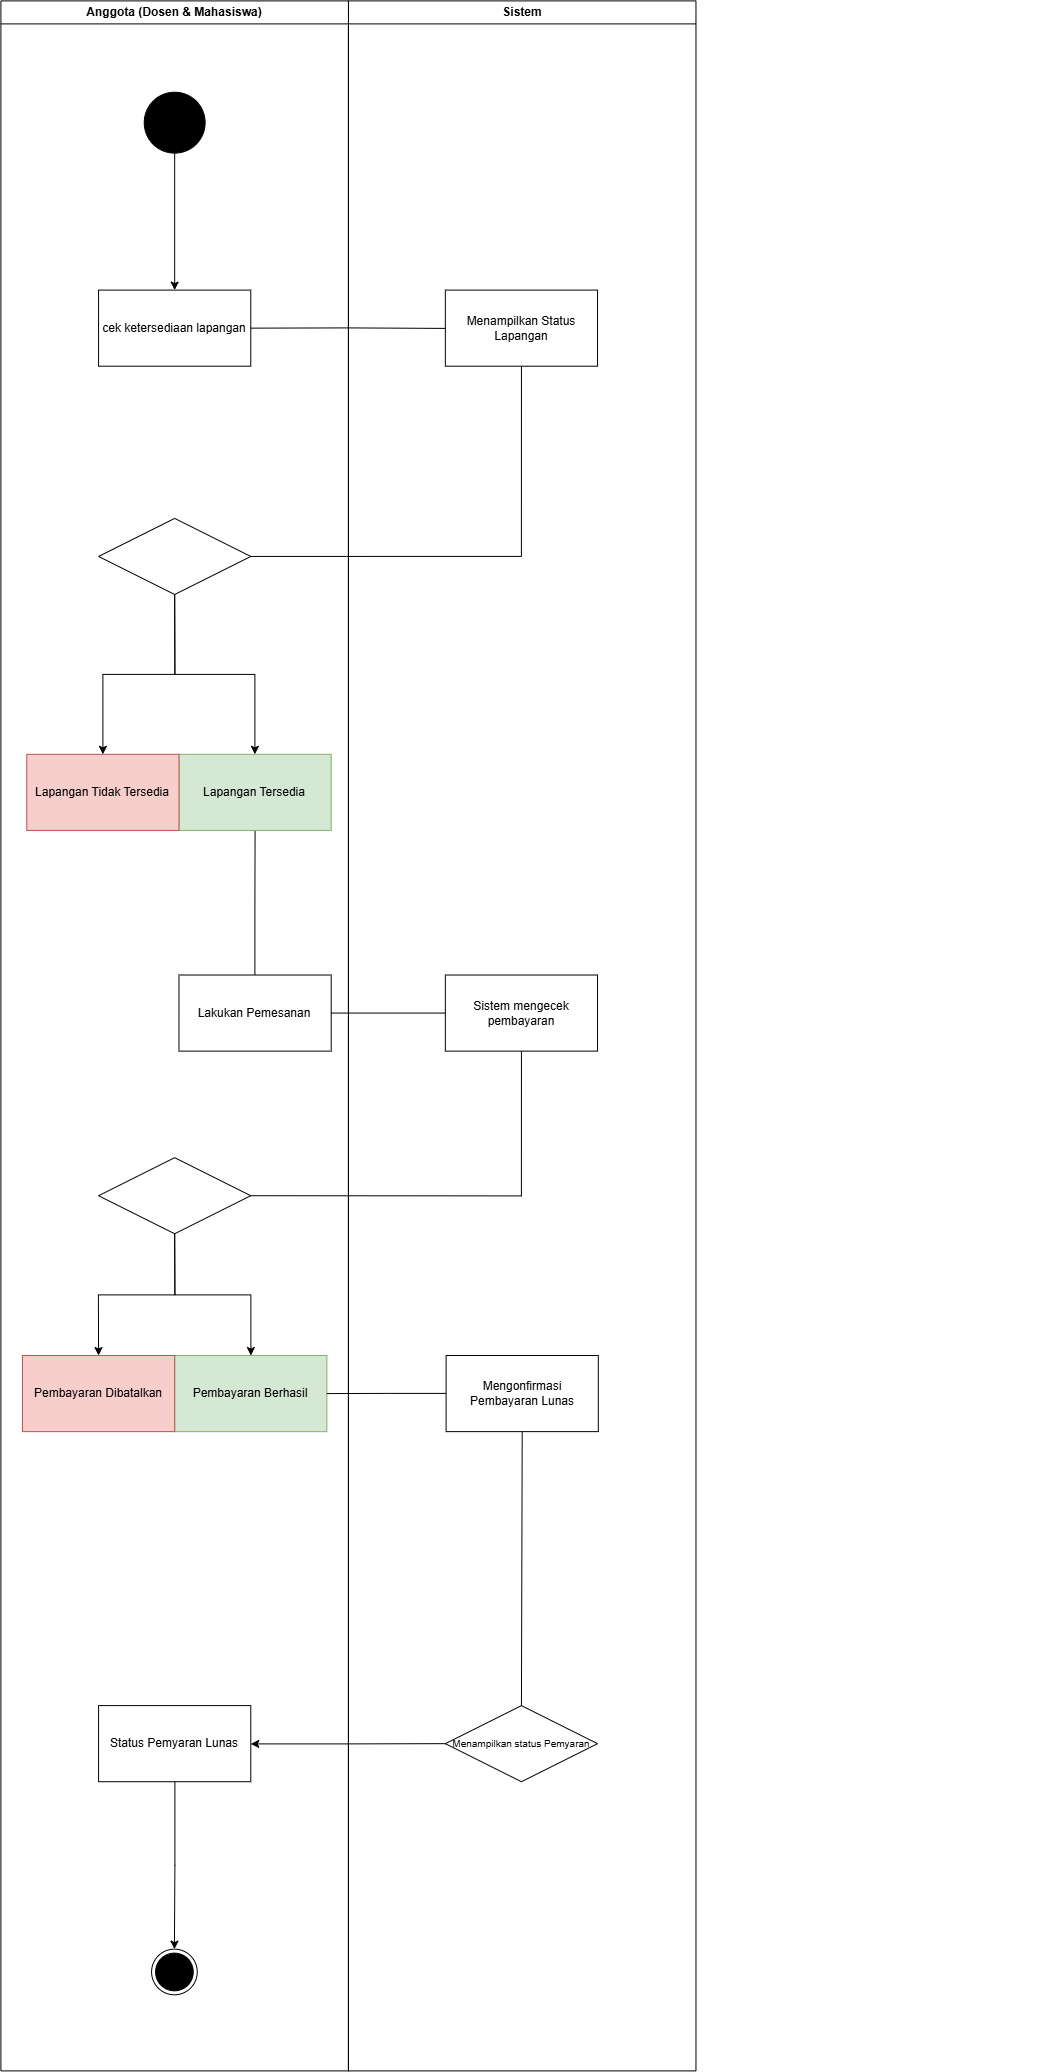 Anggota (Dosen & Mahasiswa)
Sistem
cek ketersediaan lapangan
Menampilkan Status
Lapangan
Lapangan Tidak Tersedia
Lapangan Tersedia
Lakukan Pemesanan
Sistem mengecek
pembayaran
Pembayaran Dibatalkan
Pembayaran Berhasil
Mengonfirmasi
Pembayaran Lunas
Status Pemyaran Lunas
Menampilkan status Pemyaran